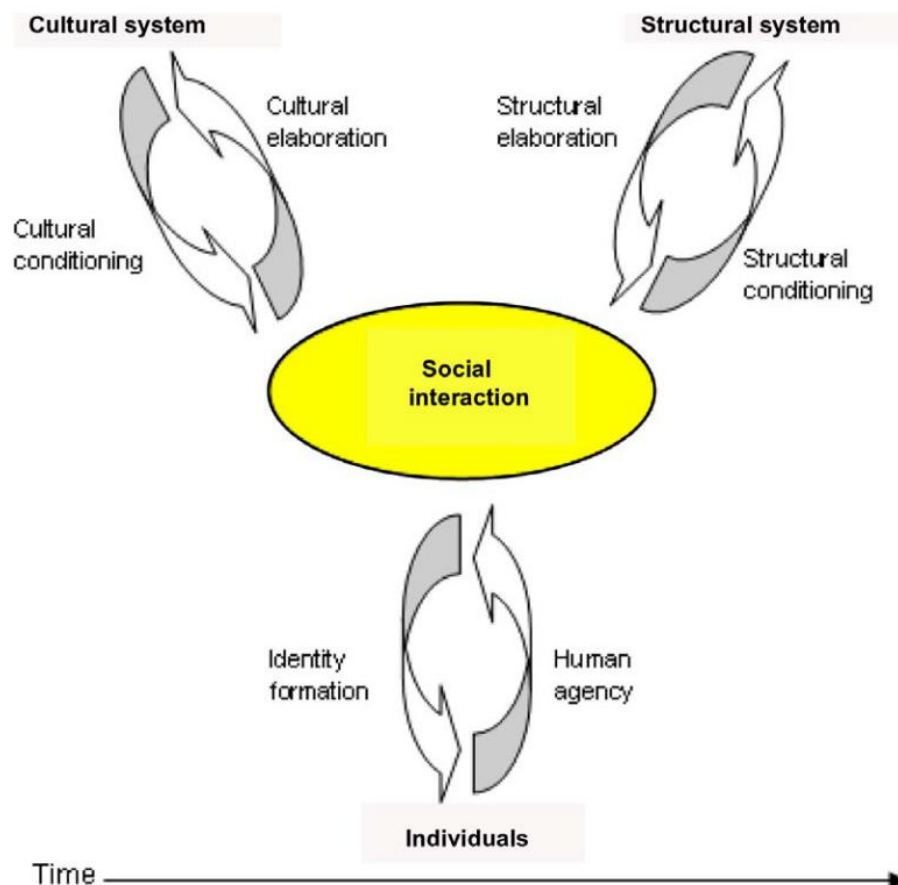 Cultural system
Structural system
Cultural
elaboration
Structural
elaboration
Cultural
conditioning
Structural
conditioning
Social
interaction
Identity
formation
Human
agency
Individuals
Time